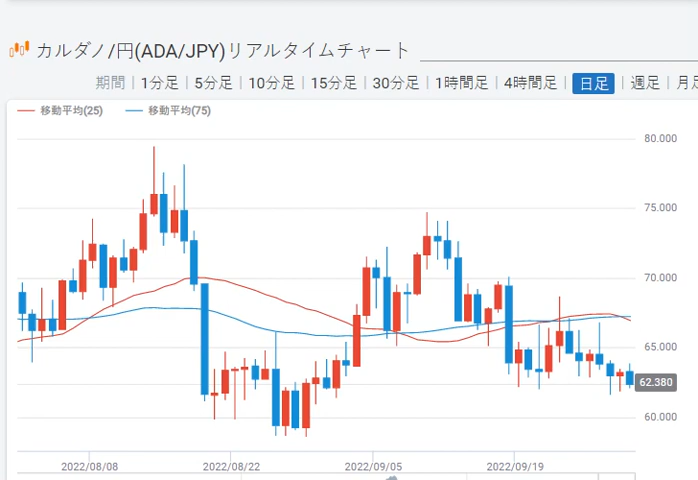 カルダノ/円(ADA/JPY)リアルタイムチャート
期間 | 1分足 | 5分足 | 10分足 | 15分足 | 30分足 | 1時間足 | 4時間足 | 日足 | 週足 | 月足
移動平均(25) 移動平均(75)
80.000
75.000
70.000
65.000
62.380
60.000
2022/08/08 2022/08/22 2022/09/05 2022/09/19